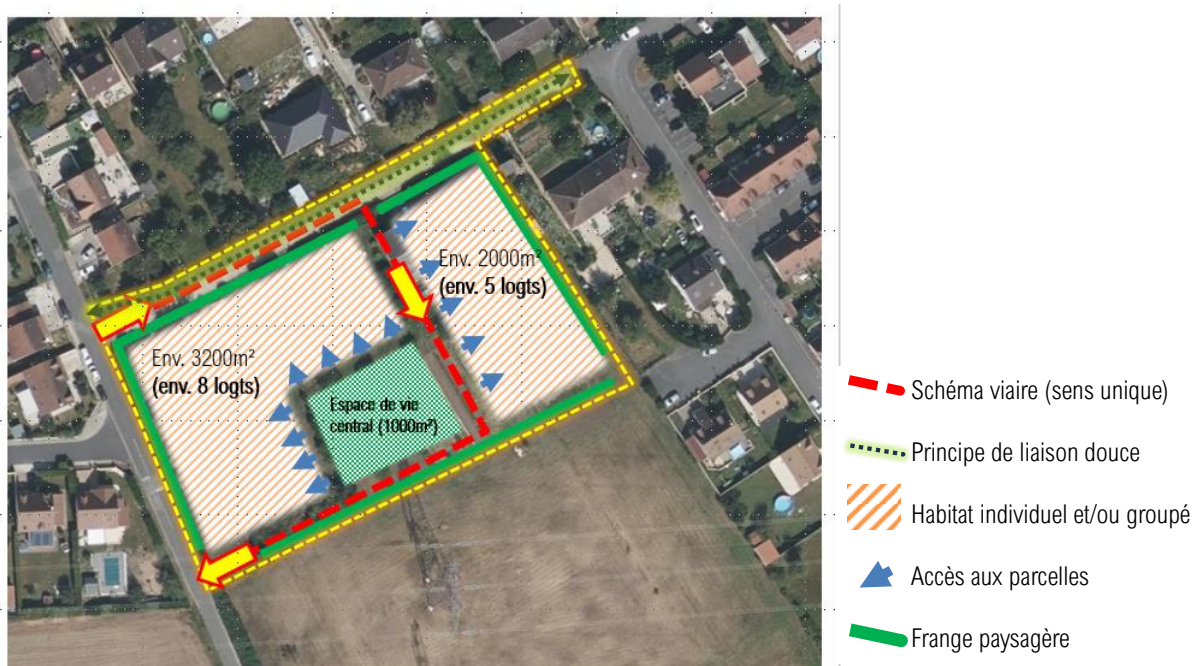 Env. 2000m²
(env. 5 logts)
Env. 3200m²
(env. 8 logts)
Espace de vie
central (1000m²)
Schéma viaire (sens unique)
Principe de liaison douce
Habitat individuel et/ou groupé
Accès aux parcelles
Frange paysagère